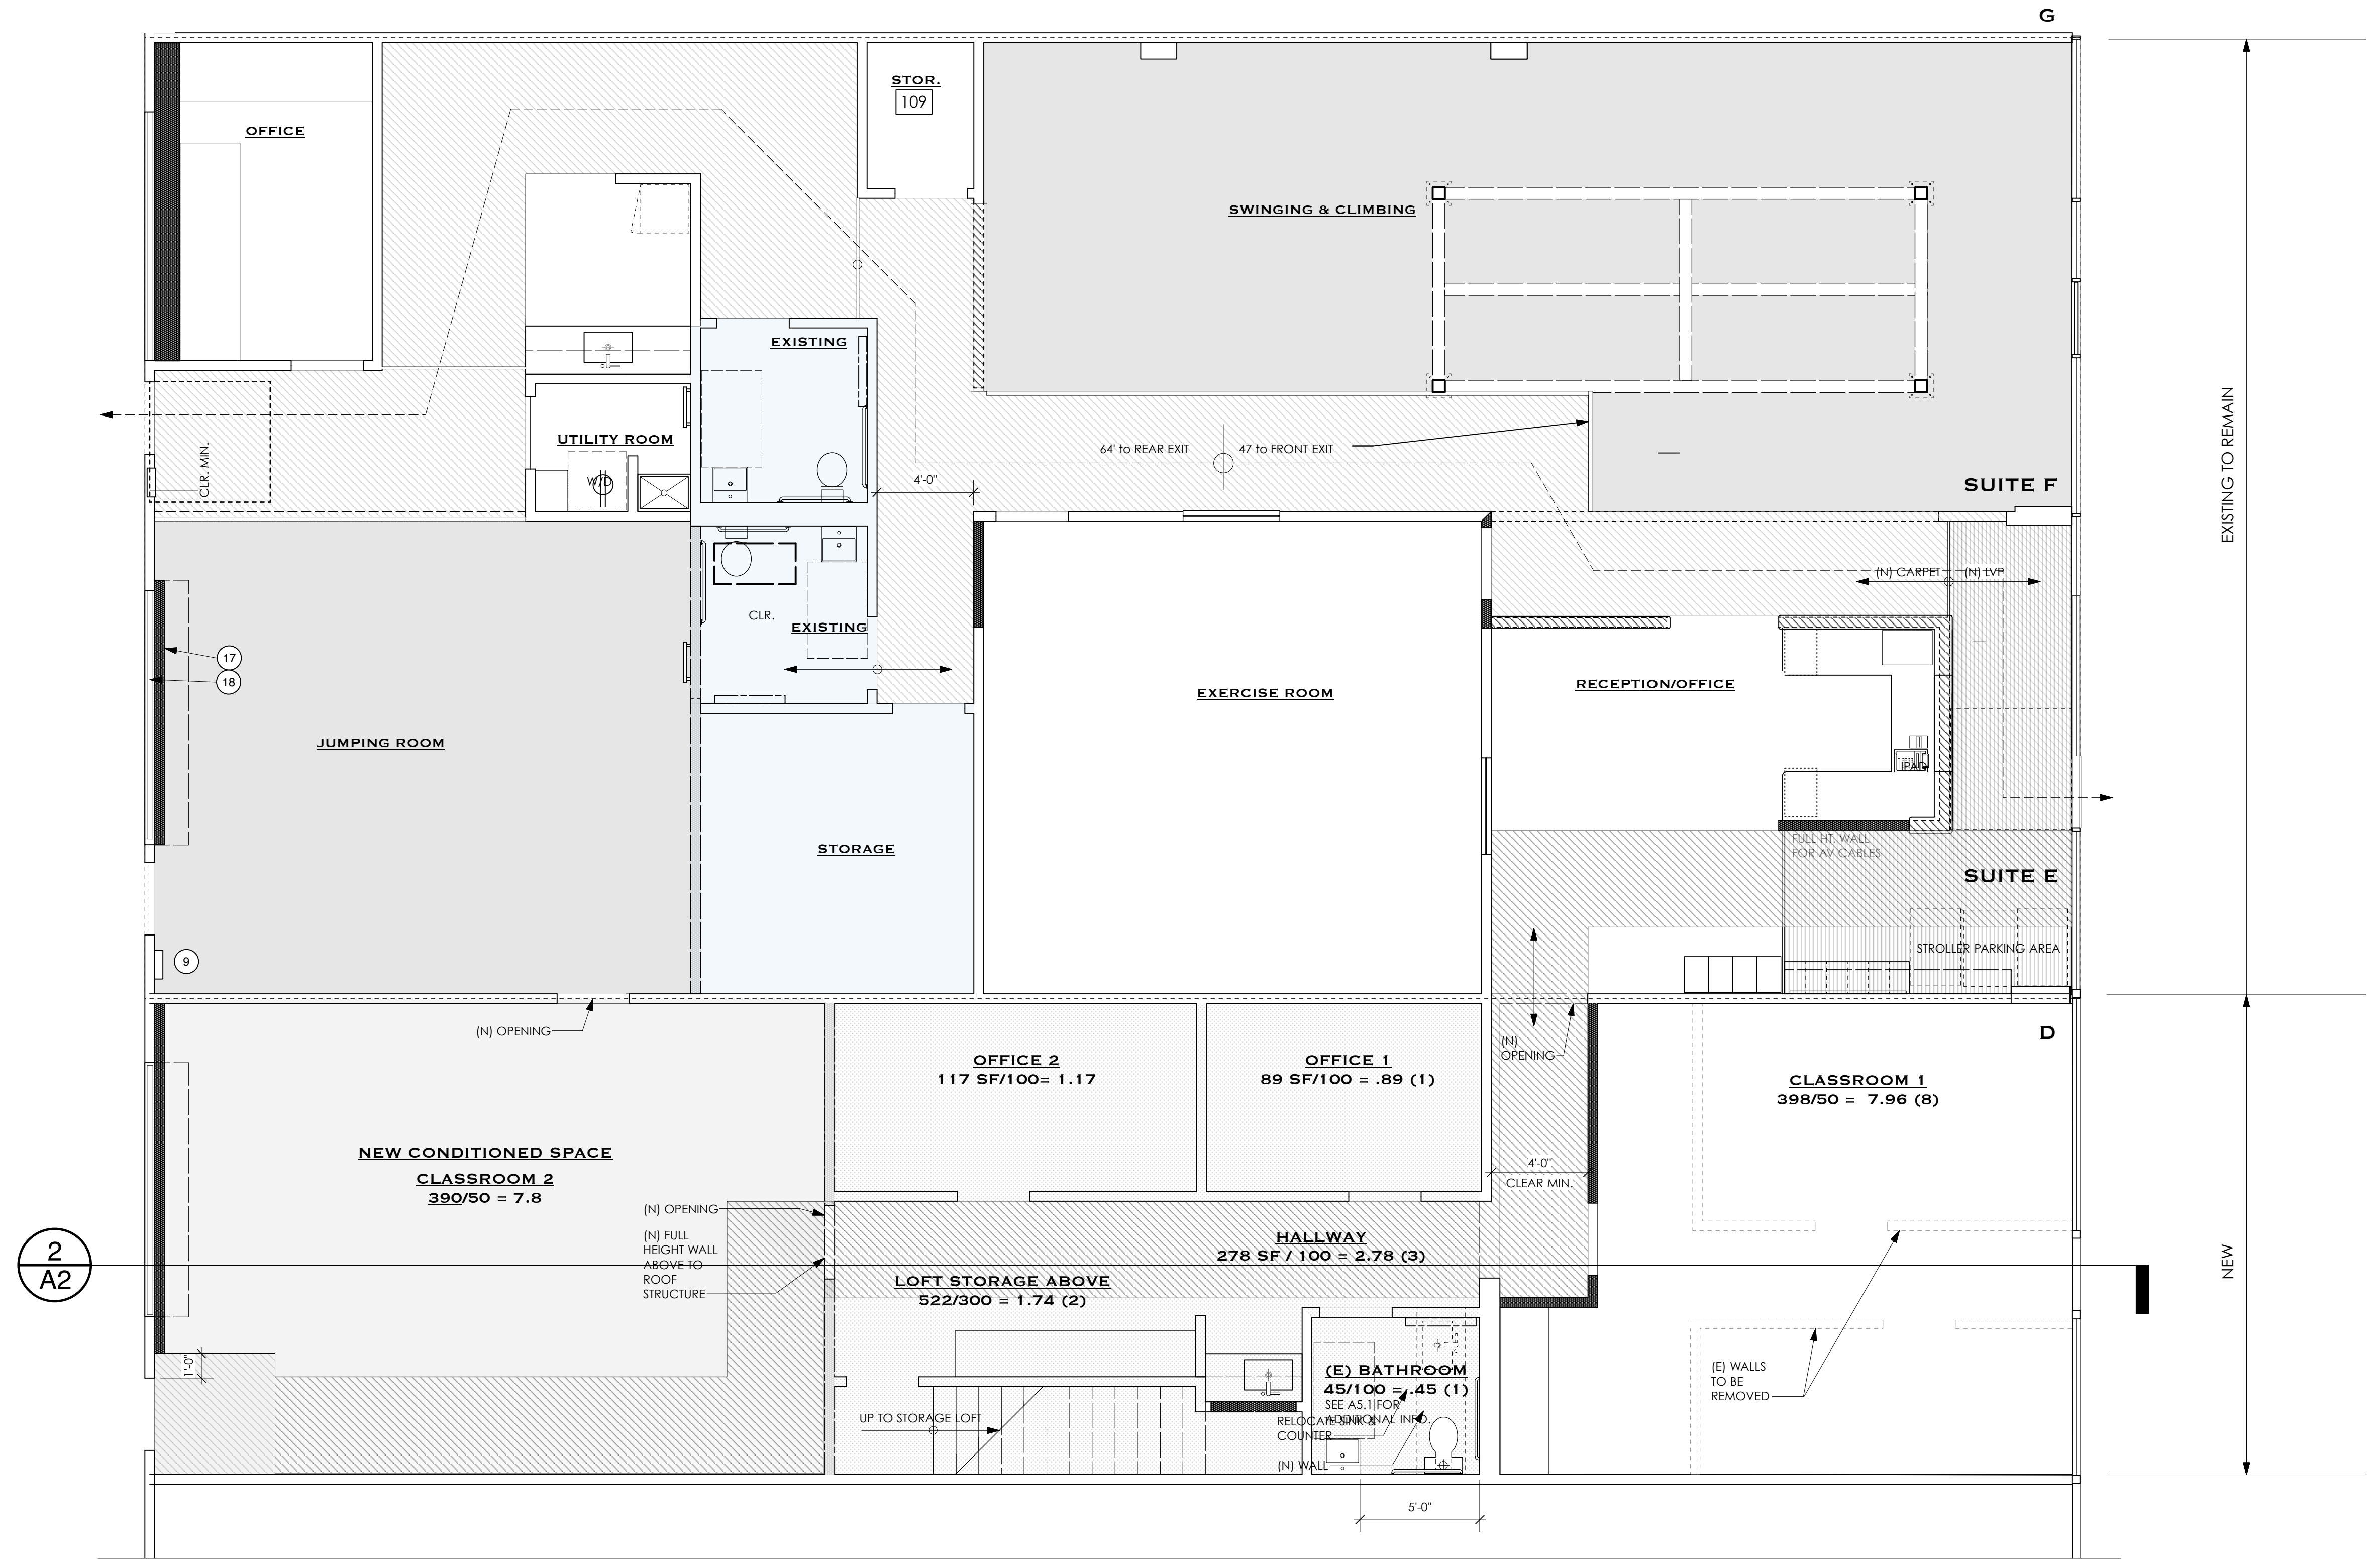 G
STOR.
109
OFFICE
SWINGING & CLIMBING
EXISTING
UTILITY ROOM
W/D
CLR. MIN.
64' to REAR EXIT
47 to FRONT EXIT
4'-0"
SUITE F
EXISTING TO REMAIN
(N) CARPET
(N) LVP
CLR.
EXISTING
17
18
JUMPING ROOM
EXERCISE ROOM
RECEPTION/OFFICE
IPAD
FULL HT. WALL
FOR AV CABLES
STORAGE
SUITE E
STROLLER PARKING AREA
9
(N) OPENING
(N)
OPENING
D
OFFICE 2
117 SF/100= 1.17
OFFICE 1
89 SF/100 = .89 (1)
CLASSROOM 1
398/50 = 7.96 (8)
NEW CONDITIONED SPACE
CLASSROOM 2
390/50 = 7.8
4'-0"
CLEAR MIN.
(N) OPENING
(N) FULL
HEIGHT WALL
ABOVE TO
ROOF
STRUCTURE
HALLWAY
278 SF / 100 = 2.78 (3)
LOFT STORAGE ABOVE
522/300 = 1.74 (2)
NEW
2
A2
1'-0"
(E) BATHROOM
45/100 = .45 (1)
SEE A5.1 FOR
ADDITIONAL INFO.
RELOCATE SINK &
COUNTER
(N) WALL
UP TO STORAGE LOFT
(E) WALLS
TO BE
REMOVED
5'-0"